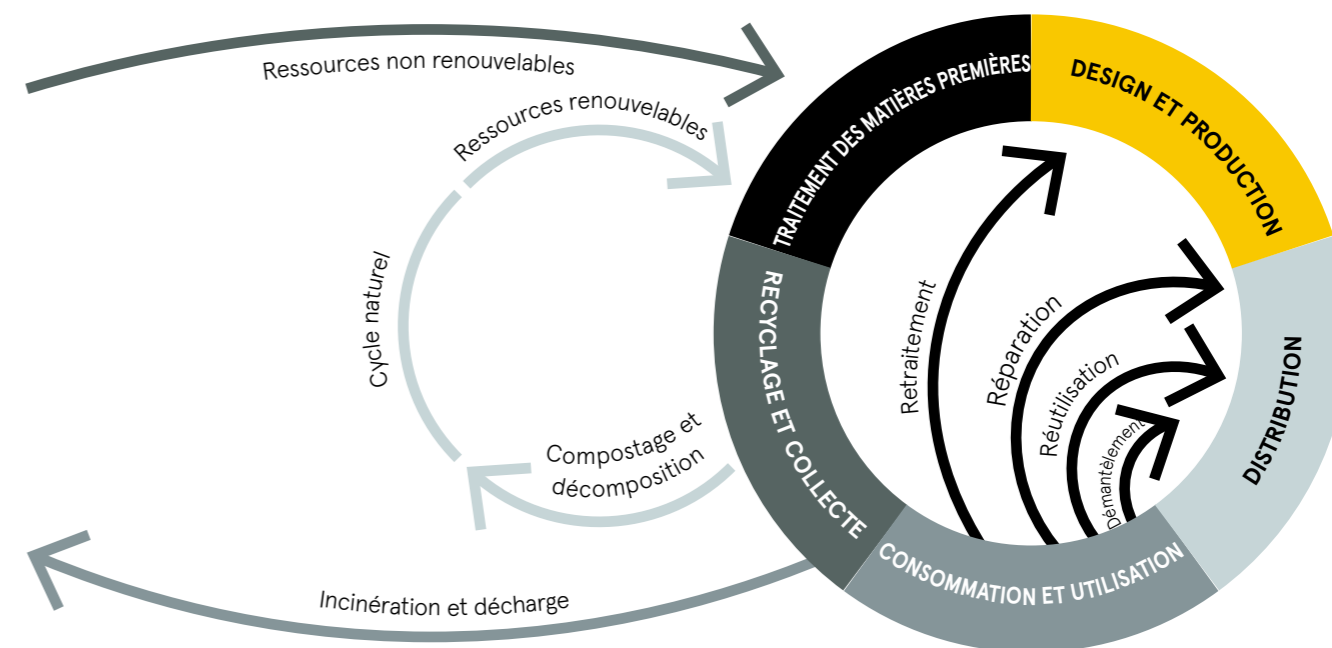 Ressources non renouvelables
Ressources renouvelables
Cycle naturel
Compostage et
décomposition
Incinération et décharge
TRAITEMENT DES MATIÈRES PREMIÈRES
DESIGN ET PRODUCTION
DISTRIBUTION
CONSOMMATION ET UTILISATION
RECYCLAGE ET COLLECTE
Retraitement
Réparation
Réutilisation
Démantèlement